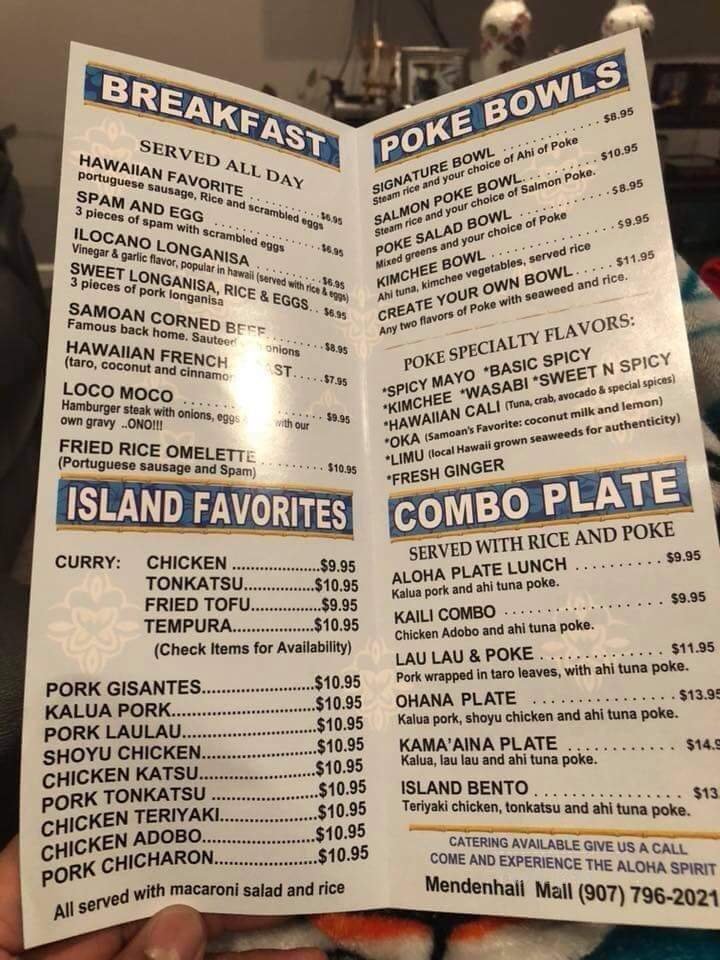 BREAKFAST
SERVED ALL DAY
HAWAIIAN FAVORITE ........... $6.95
portuguese sausage, Rice and scrambled eggs
SPAM AND EGG ........... $6.95
3 pieces of spam with scrambled eggs
ILOCANO LONGANISA ........... $6.95
Vinegar & garlic flavor, popular in hawaii (served with rice & eggs)
SWEET LONGANISA, RICE & EGGS.. $6.95
3 pieces of pork longanisa
SAMOAN CORNED BEEF ........ $8.95
Famous back home. Sauteed onions
HAWAIIAN FRENCH ..... $7.95
(taro, coconut and
LOCO MOCO ................ $9.95
Hamburger steak with onions, eggs with our
own gravy ..ONO!!!
FRIED RICE OMELETTE ......... $10.95
(Portuguese sausage and Spam)
ISLAND FAVORITES
CURRY: CHICKEN ...............$9.95
TONKATSU............$10.95
FRIED TOFU............$9.95
TEMPURA..............$10.95
(Check Items for Availability)
PORK GISANTES...................$10.95
KALUA PORK........................$10.95
PORK LAULAU......................$10.95
SHOYU CHICKEN...................$10.95
CHICKEN KATSU...................$10.95
PORK TONKATSU ..................$10.95
CHICKEN TERIYAKI................$10.95
CHICKEN ADOBO...................$10.95
PORK CHICHARON.................$10.95
All served with macaroni salad and rice
POKE BOWLS
SIGNATURE BOWL ............... $8.95
Steam rice and your choice of Ahi of Poke
SALMON POKE BOWL............ $10.95
Steam rice and your choice of Salmon Poke.
POKE SALAD BOWL .............. $8.95
Mixed greens and your choice of Poke
KIMCHEE BOWL ................. $9.95
Ahi tuna, kimchee vegetables, served rice
CREATE YOUR OWN BOWL..... $11.95
Any two flavors of Poke with seaweed and rice.
POKE SPECIALTY FLAVORS:
*SPICY MAYO *BASIC SPICY
*KIMCHEE *WASABI *SWEET N SPICY
*HAWAIIAN CALI (Tuna, crab, avocado & special spices)
*OKA (Samoan's Favorite: coconut milk and lemon)
*LIMU (local Hawaii grown seaweeds for authenticity)
*FRESH GINGER
COMBO PLATE
SERVED WITH RICE AND POKE
ALOHA PLATE LUNCH .......... $9.95
Kalua pork and ahi tuna poke.
KAILI COMBO ................... $9.95
Chicken Adobo and ahi tuna poke.
LAU LAU & POKE .............. $11.95
Pork wrapped in taro leaves, with ahi tuna poke.
OHANA PLATE ................. $13.95
Kalua pork, shoyu chicken and ahi tuna poke.
KAMA'AINA PLATE ............
Kalua, lau lau and ahi tuna poke.
ISLAND BENTO ..................
Teriyaki chicken, tonkatsu and ahi tuna poke.
CATERING AVAILABLE GIVE US A CALL
COME AND EXPERIENCE THE ALOHA SPIRIT
Mendenhall Mall (907) 796-2021